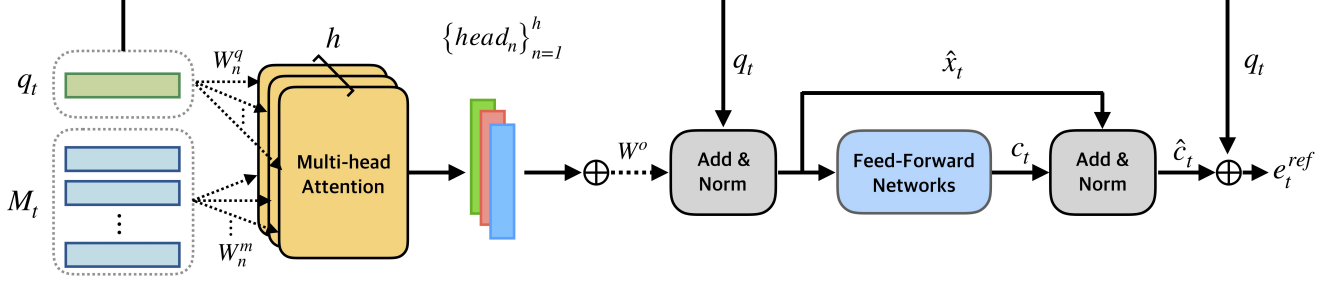 q_t
M_t
W_n^q
W_n^m
h
Multi-head
Attention
{head_n}_{n=1}^h
W^o
q_t
Add &
Norm
x̂_t
Feed-Forward
Networks
c_t
Add &
Norm
ĉ_t
q_t
e_t^{ref}